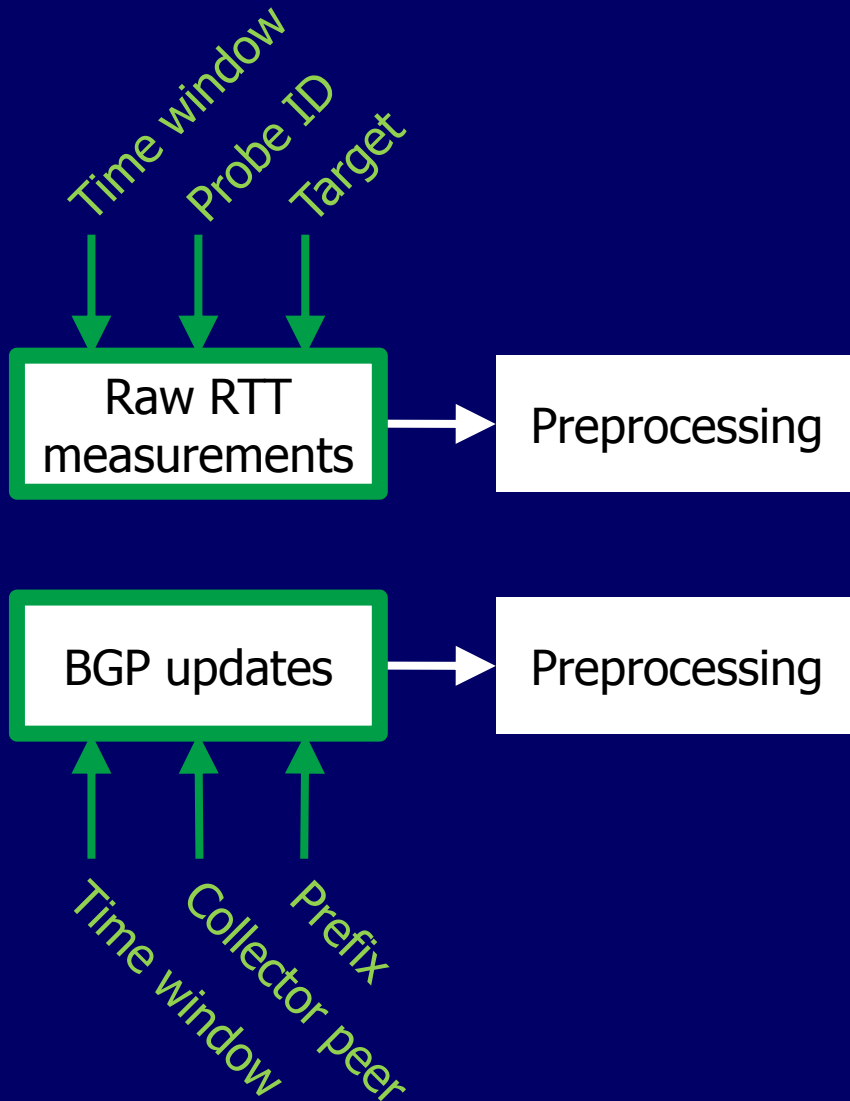 Time window
Probe ID
Target
Raw RTT
measurements
Preprocessing
BGP updates
Preprocessing
Time window
Collector peer
Prefix